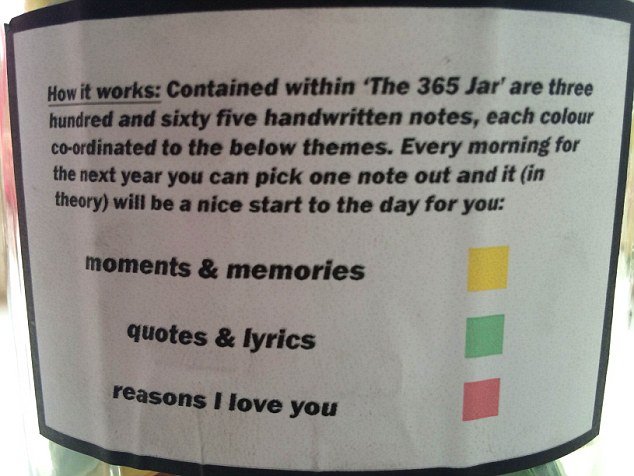 How it works: Contained within 'The 365 Jar' are three
hundred and sixty five handwritten notes, each colour
co-ordinated to the below themes. Every morning for
the next year you can pick one note out and it (in
theory) will be a nice start to the day for you:
moments & memories
quotes & lyrics
reasons I love you